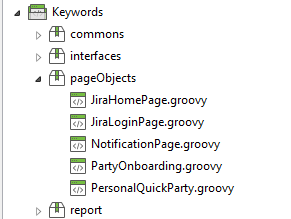 Keywords
commons
interfaces
pageObjects
JiraHomePage.groovy
JiraLoginPage.groovy
NotificationPage.groovy
PartyOnboarding.groovy
PersonalQuickParty.groovy
report